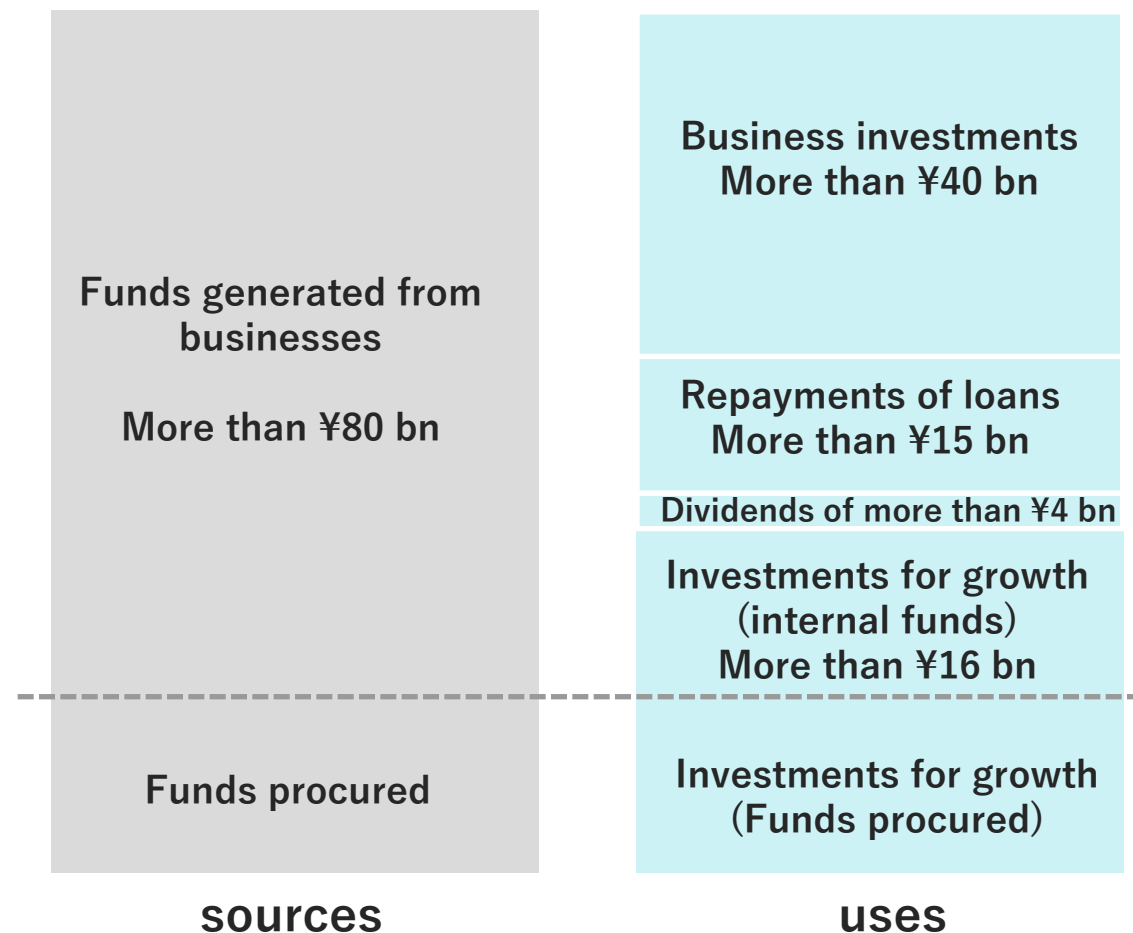 Funds generated from
businesses
More than ¥80 bn
Funds procured
sources
Business investments
More than ¥40 bn
Repayments of loans
More than ¥15 bn
Dividends of more than ¥4 bn
Investments for growth
(internal funds)
More than ¥16 bn
Investments for growth
(Funds procured)
uses